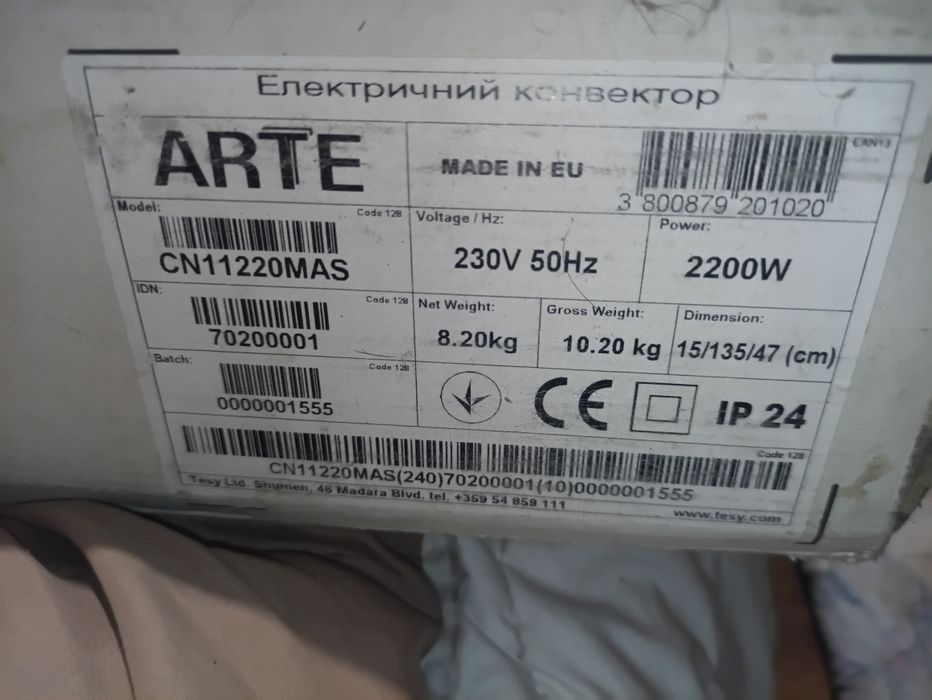 Електричний конвектор
ARTE
MADE IN EU
EAN13
3 800879 201020
Model:
Code 128
CN11220MAS
Voltage / Hz:
230V 50Hz
Power:
2200W
IDN:
Code 128
70200001
Net Weight:
8.20kg
Gross Weight:
10.20 kg
Dimension:
15/135/47 (cm)
Batch:
Code 128
0000001555
CE
IP 24
Code 128
CN11220MAS(240)70200001(10)0000001555
Tesy Ltd. Shumen, 48 Madara Blvd. tel. +359 54 859 111
www.tesy.com